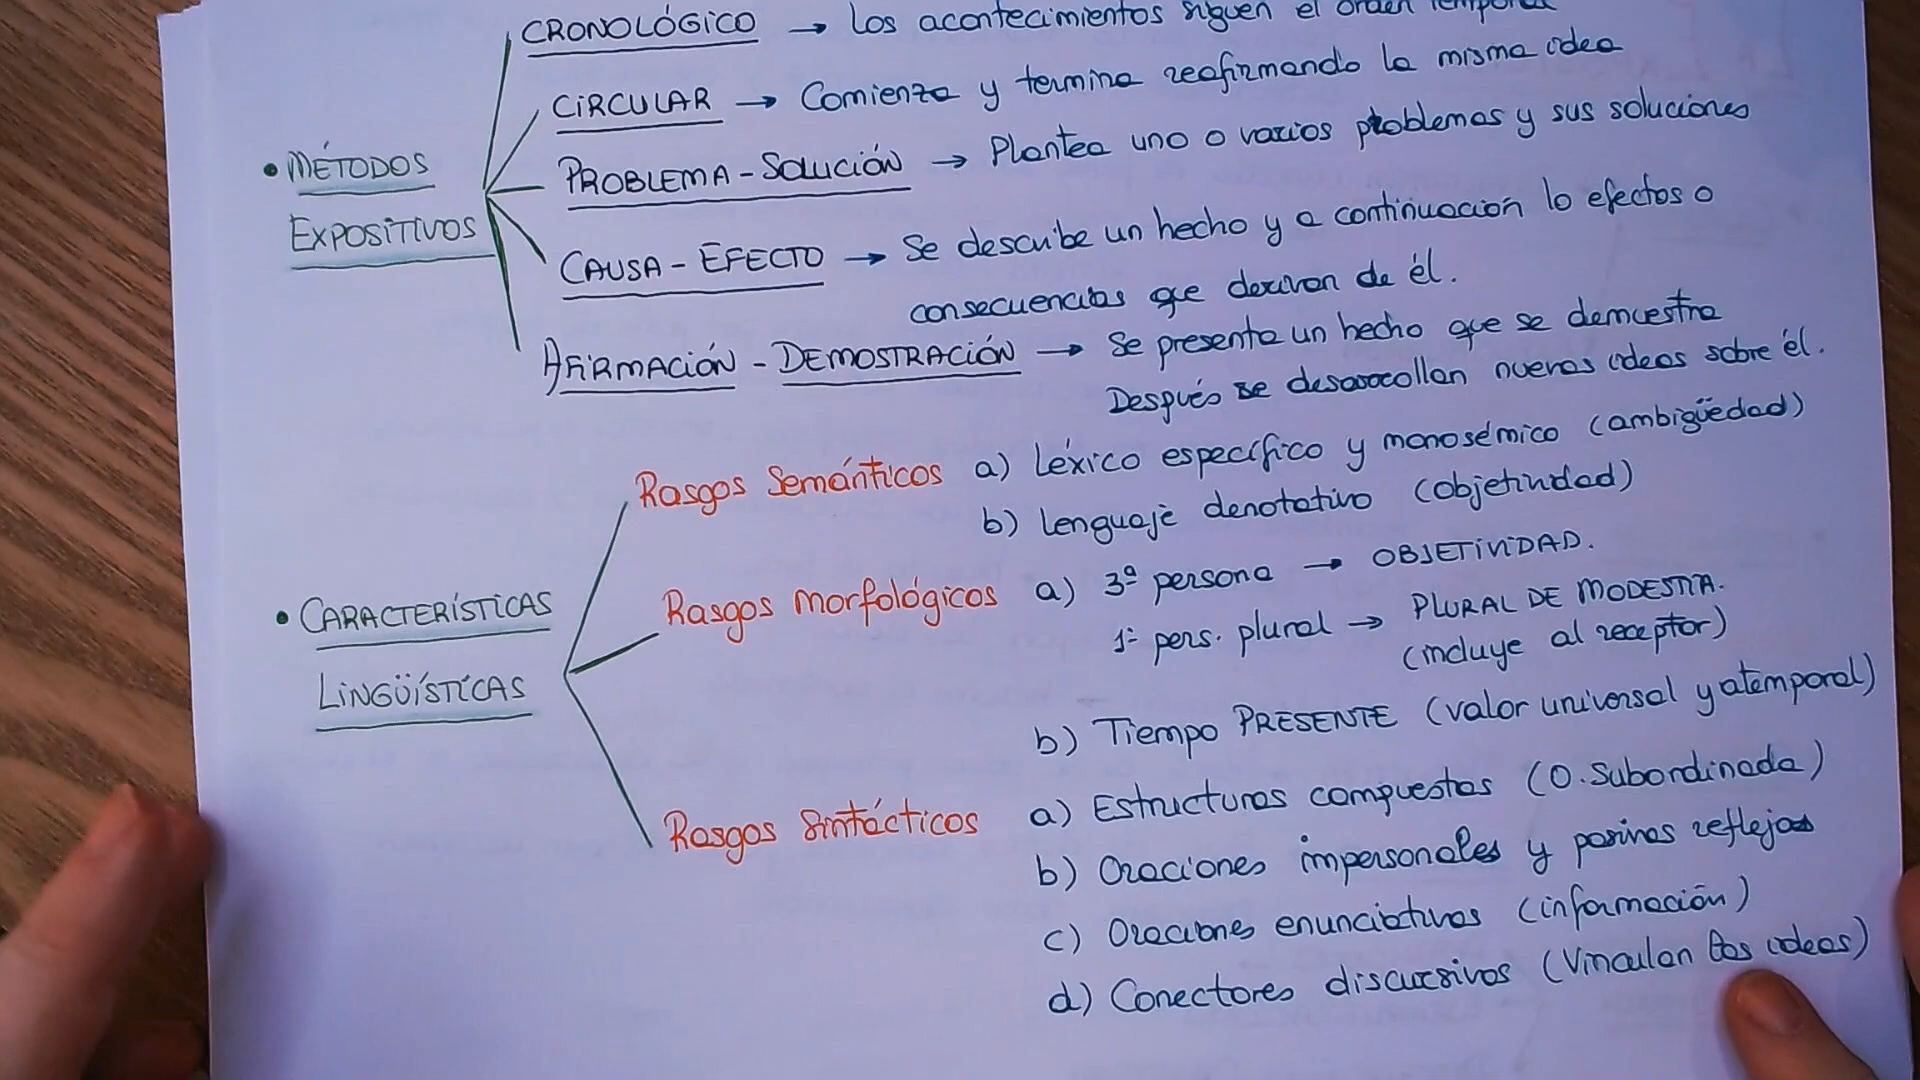 CRONOLÓGICO → Los acontecimientos siguen el orden temporal
CIRCULAR → Comienza y termina reafirmando la misma idea
• MÉTODOS
EXPOSITIVOS
PROBLEMA - SOLUCIÓN → Plantea uno o varios problemas y sus soluciones
CAUSA - EFECTO → Se describe un hecho y a continuación lo efectos o
consecuencias que derivan de él.
AFIRMACIÓN - DEMOSTRACIÓN → Se presenta un hecho que se demuestra
Después se desarrollan nuevas ideas sobre él.
• CARACTERÍSTICAS
LINGÜÍSTICAS
Rasgos Semánticos a) Léxico específico y monosémico (ambigüedad)
b) Lenguaje denotativo (objetividad)
Rasgos morfológicos a) 3ª persona → OBJETIVIDAD.
1ª pers. plural → PLURAL DE MODESTIA.
(incluye al receptor)
b) Tiempo PRESENTE (valor universal y atemporal)
Rasgos Sintácticos a) Estructuras compuestas (O. Subordinada)
b) Oraciones impersonales y pasivas reflejas
c) Oraciones enunciativas (información)
d) Conectores discursivos (Vinculan las ideas)